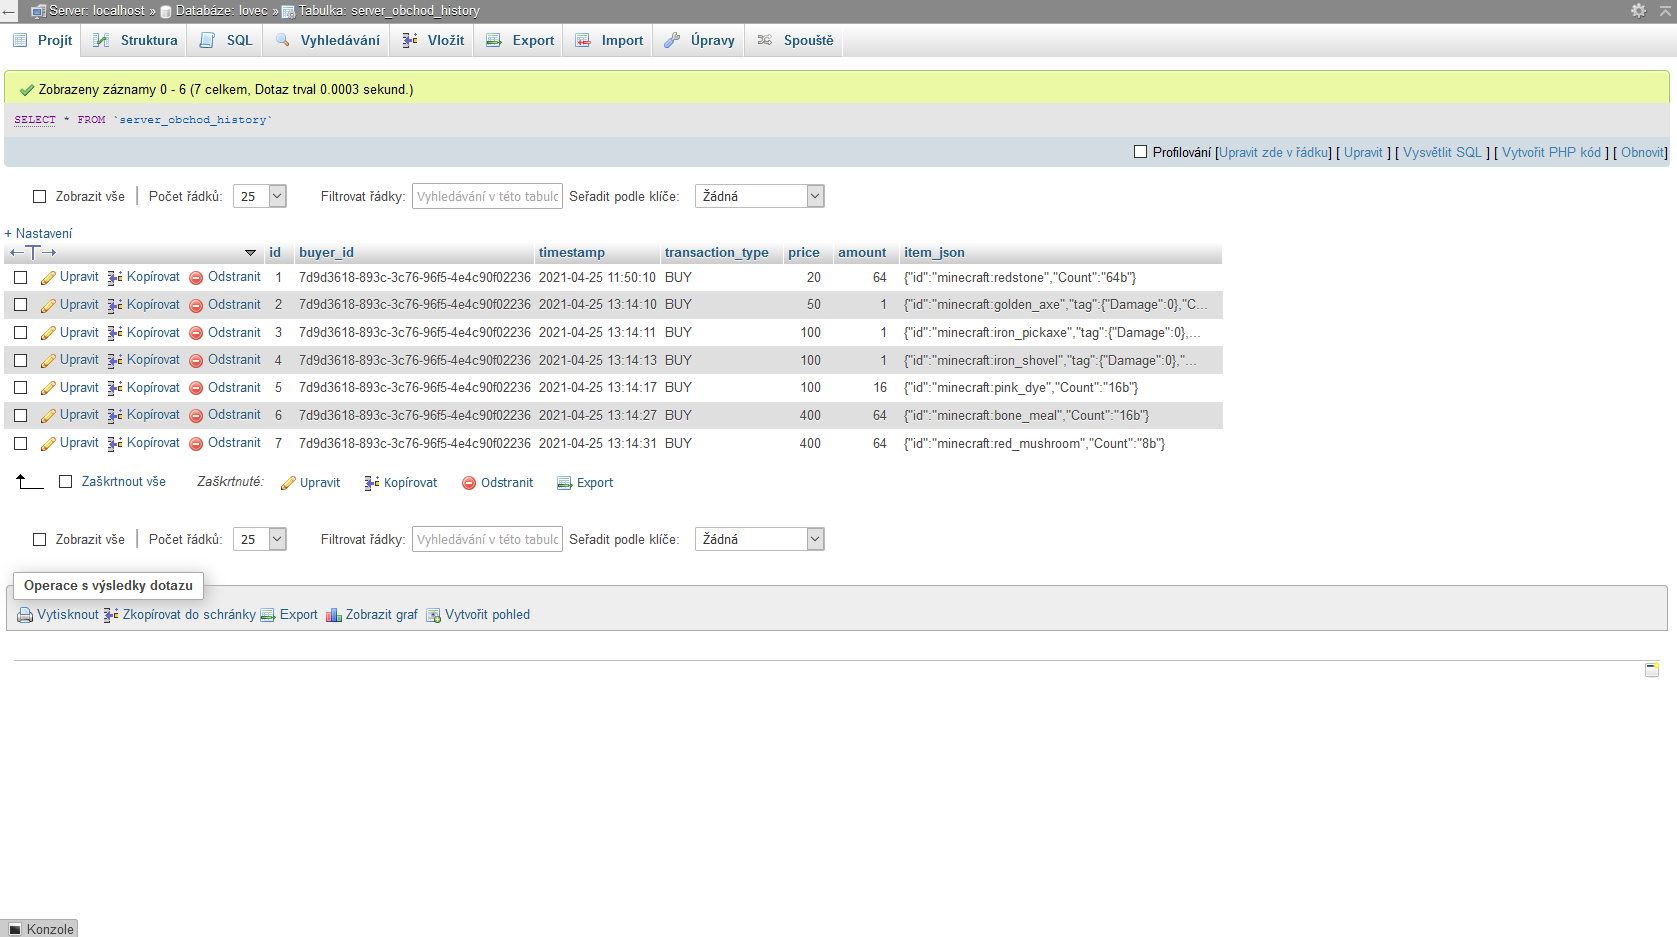 Server: localhost » Databáze: lovec » Tabulka: server_obchod_history
Projít Struktura SQL Vyhledávání Vložit Export Import Úpravy Spouště
Zobrazeny záznamy 0 - 6 (7 celkem, Dotaz trval 0.0003 sekund.)
SELECT * FROM `server_obchod_history`
Profilování [Upravit zde v řádku] [ Upravit ] [ Vysvětlit SQL ] [ Vytvořit PHP kód ] [ Obnovit]
Zobrazit vše Počet řádků: 25 Filtrovat řádky: Vyhledávání v této tabulc Seřadit podle klíče: Žádná
+ Nastavení
id buyer_id timestamp transaction_type price amount item_json
Upravit Kopírovat Odstranit 1 7d9d3618-893c-3c76-96f5-4e4c90f02236 2021-04-25 11:50:10 BUY 20 64 {"id":"minecraft:redstone","Count":"64b"}
Upravit Kopírovat Odstranit 2 7d9d3618-893c-3c76-96f5-4e4c90f02236 2021-04-25 13:14:10 BUY 50 1 {"id":"minecraft:golden_axe","tag":{"Damage":0},"C...
Upravit Kopírovat Odstranit 3 7d9d3618-893c-3c76-96f5-4e4c90f02236 2021-04-25 13:14:11 BUY 100 1 {"id":"minecraft:iron_pickaxe","tag":{"Damage":0},...
Upravit Kopírovat Odstranit 4 7d9d3618-893c-3c76-96f5-4e4c90f02236 2021-04-25 13:14:13 BUY 100 1 {"id":"minecraft:iron_shovel","tag":{"Damage":0},"...
Upravit Kopírovat Odstranit 5 7d9d3618-893c-3c76-96f5-4e4c90f02236 2021-04-25 13:14:17 BUY 100 16 {"id":"minecraft:pink_dye","Count":"16b"}
Upravit Kopírovat Odstranit 6 7d9d3618-893c-3c76-96f5-4e4c90f02236 2021-04-25 13:14:27 BUY 400 64 {"id":"minecraft:bone_meal","Count":"16b"}
Upravit Kopírovat Odstranit 7 7d9d3618-893c-3c76-96f5-4e4c90f02236 2021-04-25 13:14:31 BUY 400 64 {"id":"minecraft:red_mushroom","Count":"8b"}
Zaškrtnout vše Zaškrtnuté: Upravit Kopírovat Odstranit Export
Zobrazit vše Počet řádků: 25 Filtrovat řádky: Vyhledávání v této tabulc Seřadit podle klíče: Žádná
Operace s výsledky dotazu
Vytisknout Zkopírovat do schránky Export Zobrazit graf Vytvořit pohled
Konzole